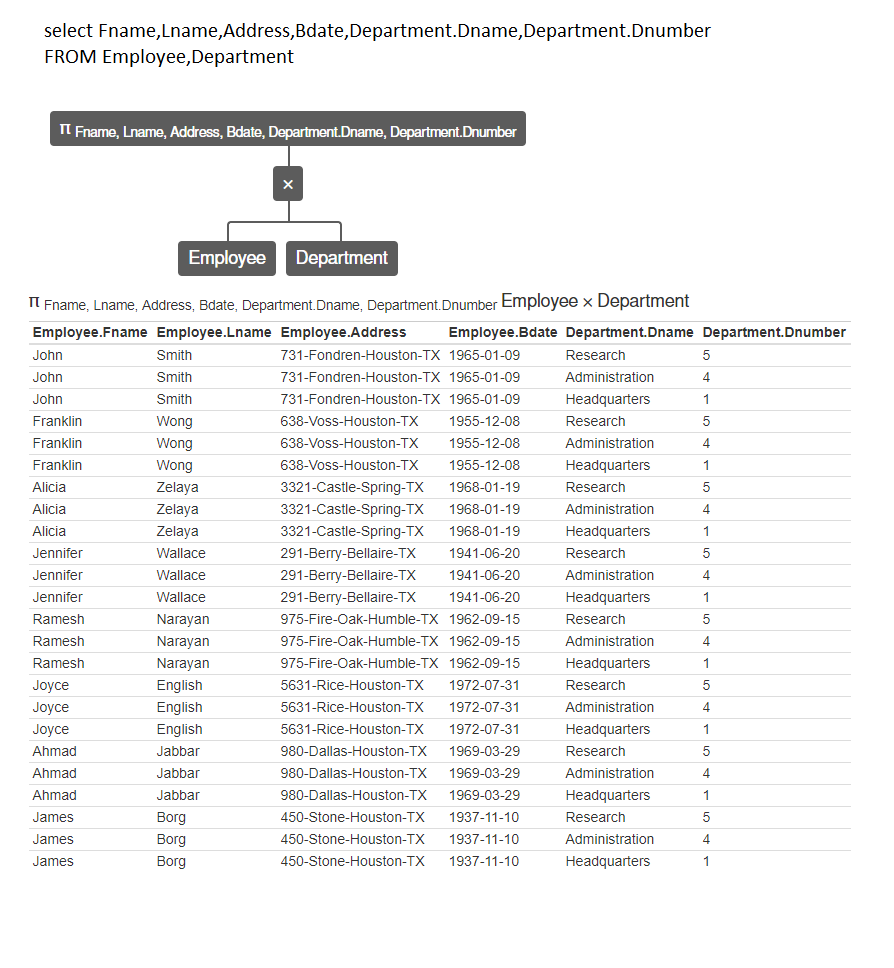 select Fname,Lname,Address,Bdate,Department.Dname,Department.Dnumber
FROM Employee,Department
π Fname, Lname, Address, Bdate, Department.Dname, Department.Dnumber
×
Employee Department
π Fname, Lname, Address, Bdate, Department.Dname, Department.Dnumber Employee × Department
Employee.Fname Employee.Lname Employee.Address Employee.Bdate Department.Dname Department.Dnumber
John Smith 731-Fondren-Houston-TX 1965-01-09 Research 5
John Smith 731-Fondren-Houston-TX 1965-01-09 Administration 4
John Smith 731-Fondren-Houston-TX 1965-01-09 Headquarters 1
Franklin Wong 638-Voss-Houston-TX 1955-12-08 Research 5
Franklin Wong 638-Voss-Houston-TX 1955-12-08 Administration 4
Franklin Wong 638-Voss-Houston-TX 1955-12-08 Headquarters 1
Alicia Zelaya 3321-Castle-Spring-TX 1968-01-19 Research 5
Alicia Zelaya 3321-Castle-Spring-TX 1968-01-19 Administration 4
Alicia Zelaya 3321-Castle-Spring-TX 1968-01-19 Headquarters 1
Jennifer Wallace 291-Berry-Bellaire-TX 1941-06-20 Research 5
Jennifer Wallace 291-Berry-Bellaire-TX 1941-06-20 Administration 4
Jennifer Wallace 291-Berry-Bellaire-TX 1941-06-20 Headquarters 1
Ramesh Narayan 975-Fire-Oak-Humble-TX 1962-09-15 Research 5
Ramesh Narayan 975-Fire-Oak-Humble-TX 1962-09-15 Administration 4
Ramesh Narayan 975-Fire-Oak-Humble-TX 1962-09-15 Headquarters 1
Joyce English 5631-Rice-Houston-TX 1972-07-31 Research 5
Joyce English 5631-Rice-Houston-TX 1972-07-31 Administration 4
Joyce English 5631-Rice-Houston-TX 1972-07-31 Headquarters 1
Ahmad Jabbar 980-Dallas-Houston-TX 1969-03-29 Research 5
Ahmad Jabbar 980-Dallas-Houston-TX 1969-03-29 Administration 4
Ahmad Jabbar 980-Dallas-Houston-TX 1969-03-29 Headquarters 1
James Borg 450-Stone-Houston-TX 1937-11-10 Research 5
James Borg 450-Stone-Houston-TX 1937-11-10 Administration 4
James Borg 450-Stone-Houston-TX 1937-11-10 Headquarters 1